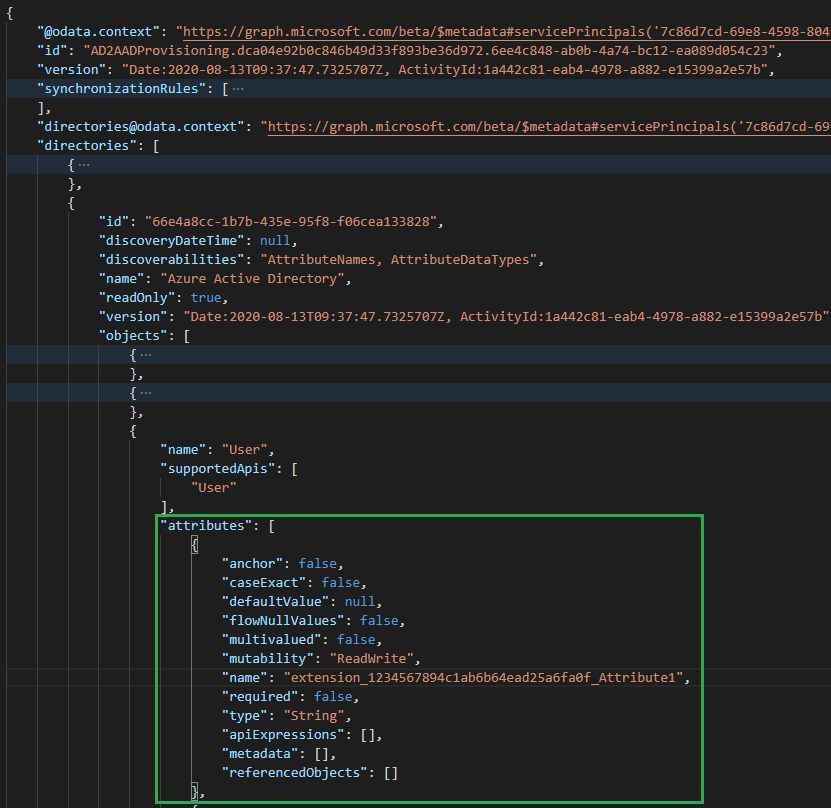 {
"@odata.context": "https://graph.microsoft.com/beta/$metadata#servicePrincipals('7c86d7cd-69e8-4598-804
"id": "AD2AADProvisioning.dca04e92b0c846b49d33f893be36d972.6ee4c848-ab0b-4a74-bc12-ea089d054c23",
"version": "Date:2020-08-13T09:37:47.7325707Z, ActivityId:1a442c81-eab4-4978-a882-e15399a2e57b",
"synchronizationRules": [ ···
],
"directories@odata.context": "https://graph.microsoft.com/beta/$metadata#servicePrincipals('7c86d7cd-69
"directories": [
{ ···
},
{
"id": "66e4a8cc-1b7b-435e-95f8-f06cea133828",
"discoveryDateTime": null,
"discoverabilities": "AttributeNames, AttributeDataTypes",
"name": "Azure Active Directory",
"readOnly": true,
"version": "Date:2020-08-13T09:37:47.7325707Z, ActivityId:1a442c81-eab4-4978-a882-e15399a2e57b"
"objects": [
{ ···
},
{ ···
},
{
"name": "User",
"supportedApis": [
"User"
],
"attributes": [
{
"anchor": false,
"caseExact": false,
"defaultValue": null,
"flowNullValues": false,
"multivalued": false,
"mutability": "ReadWrite",
"name": "extension_1234567894c1ab6b64ead25a6fa0f_Attribute1",
"required": false,
"type": "String",
"apiExpressions": [],
"metadata": [],
"referencedObjects": []
},